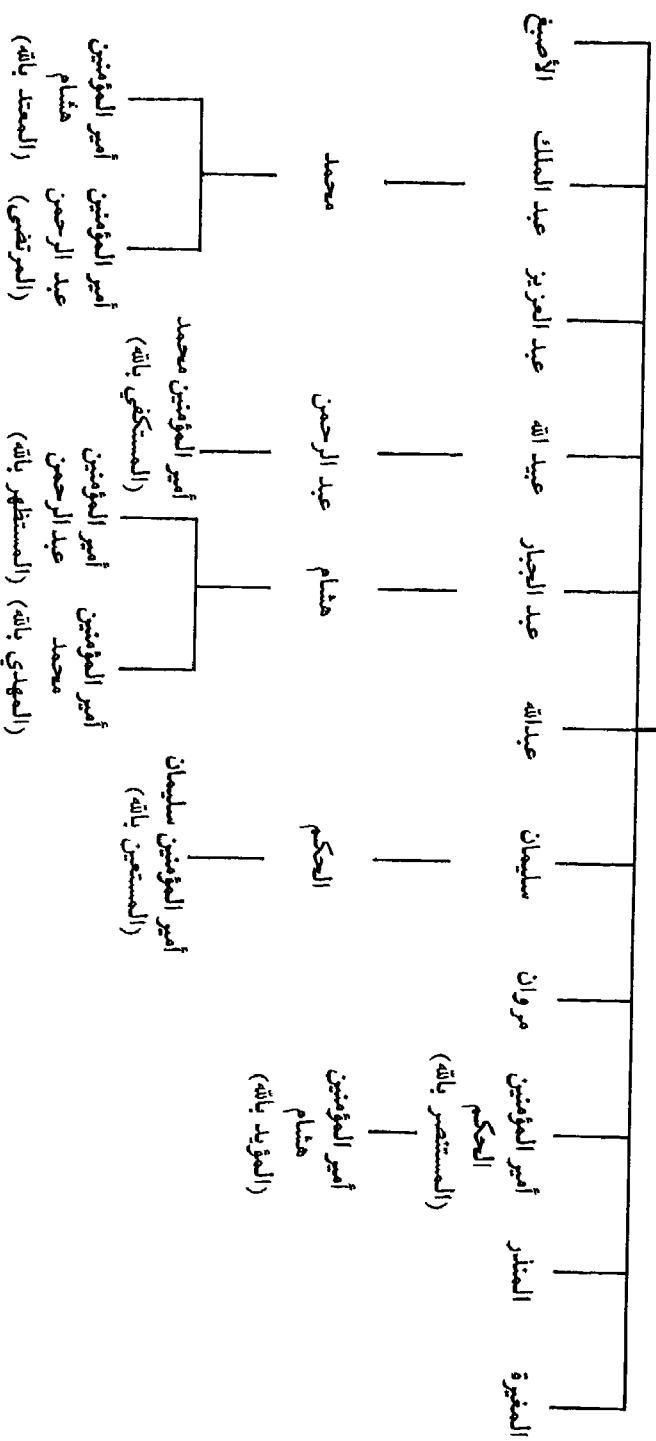 الأصبغ
عبد الملك
عبد العزيز
عبيد الله
عبد الجبار
عبدالله
سليمان
مروان
أمير المؤمنين
الحكم
(المستنصر بالله)
المنذر
المغيرة
محمد
عبد الرحمن
هشام
الحكم
أمير المؤمنين
هشام
(المؤيد بالله)
أمير المؤمنين
هشام
(المعتد بالله)
أمير المؤمنين
عبد الرحمن
(المرتضى)
أمير المؤمنين محمد
(المستكفي بالله)
أمير المؤمنين
عبدالرحمن
(المستظهر بالله)
أمير المؤمنين
محمد
(المهدي بالله)
أمير المؤمنين سليمان
(المستعين بالله)